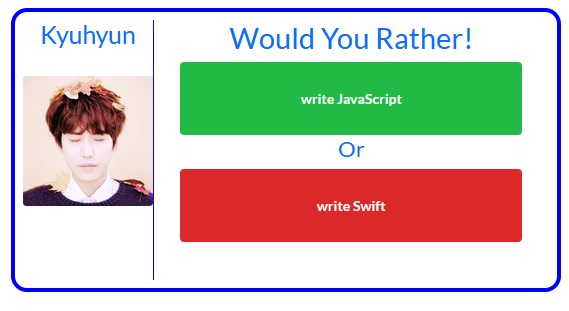 Kyuhyun
Would You Rather!
write JavaScript
Or
write Swift